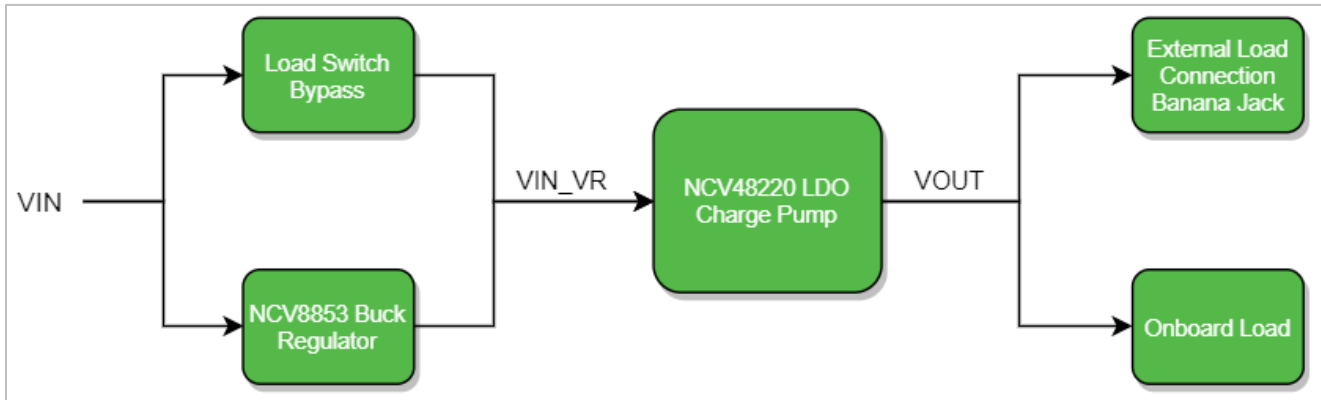 VIN
Load Switch
Bypass
NCV8853 Buck
Regulator
VIN_VR
NCV48220 LDO
Charge Pump
VOUT
External Load
Connection
Banana Jack
Onboard Load